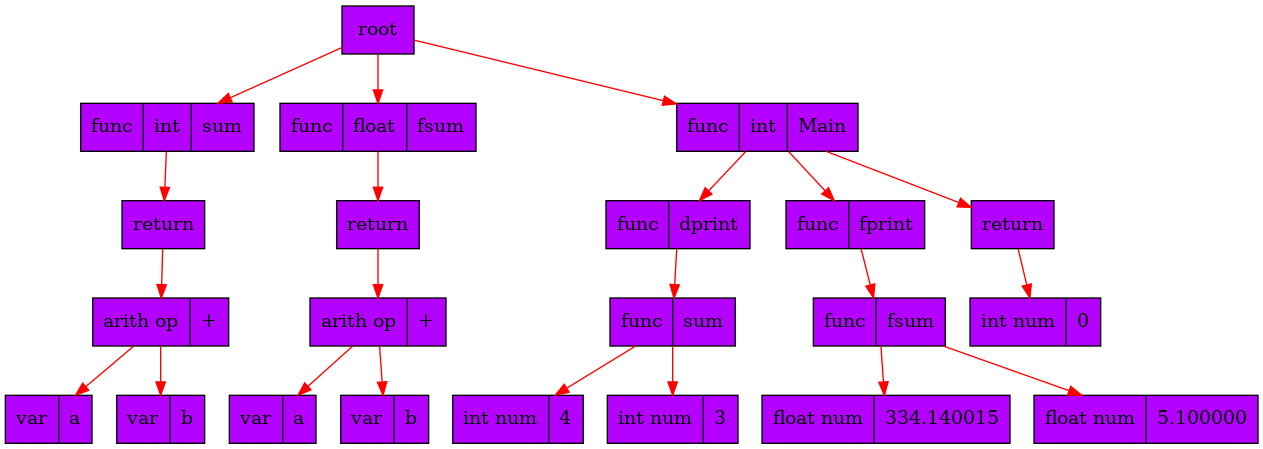 root
func int sum
func float fsum
func int Main
return
return
func dprint
func fprint
return
arith op +
arith op +
func sum
func fsum
int num 0
var a
var b
var a
var b
int num 4
int num 3
float num 334.140015
float num 5.100000